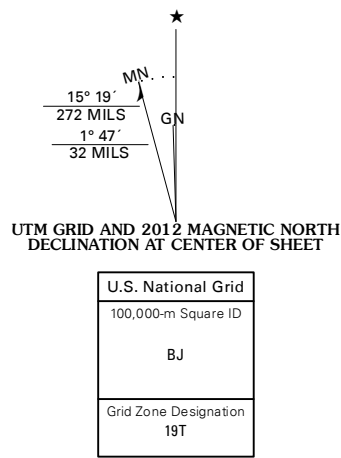 MN
GN
15° 19´
272 MILS
1° 47´
32 MILS
UTM GRID AND 2012 MAGNETIC NORTH
DECLINATION AT CENTER OF SHEET
U.S. National Grid
100,000-m Square ID
BJ
Grid Zone Designation
19T